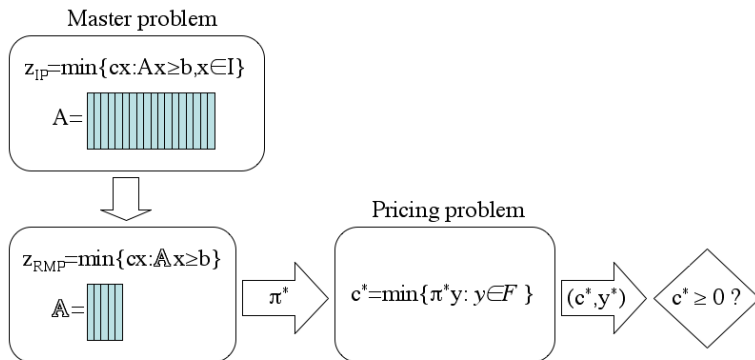 Master problem
z_IP=min{cx:Ax≥b,x∈I}
A=
z_RMP=min{cx:𝔸x≥b}
𝔸=
π*
Pricing problem
c*=min{π*y: y∈F }
(c*,y*)
c* ≥ 0 ?